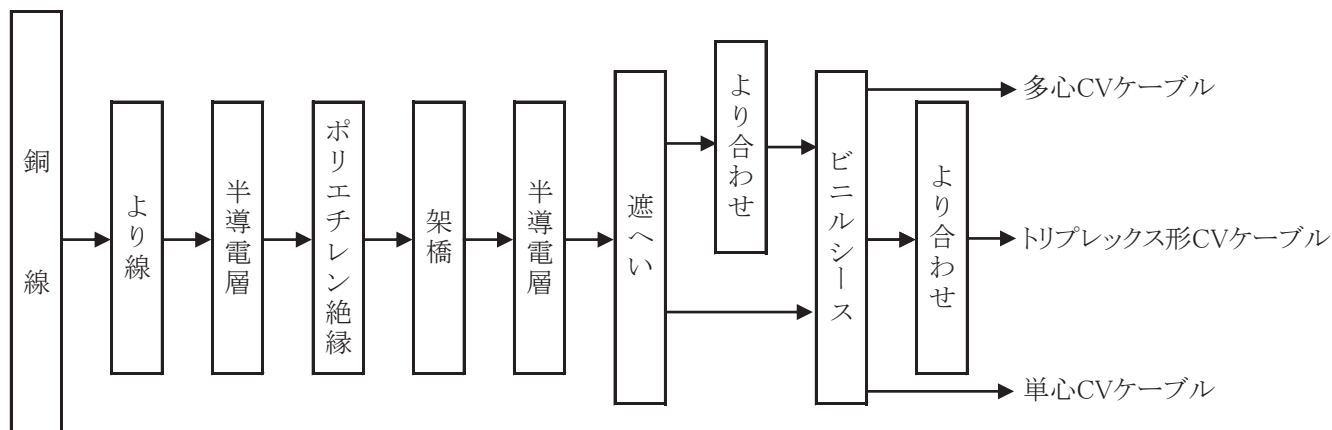 銅線
より線
半導電層
ポリエチレン絶縁
架橋
半導電層
遮へい
より合わせ
ビニルシース
より合わせ
多心CVケーブル
トリプレックス形CVケーブル
単心CVケーブル